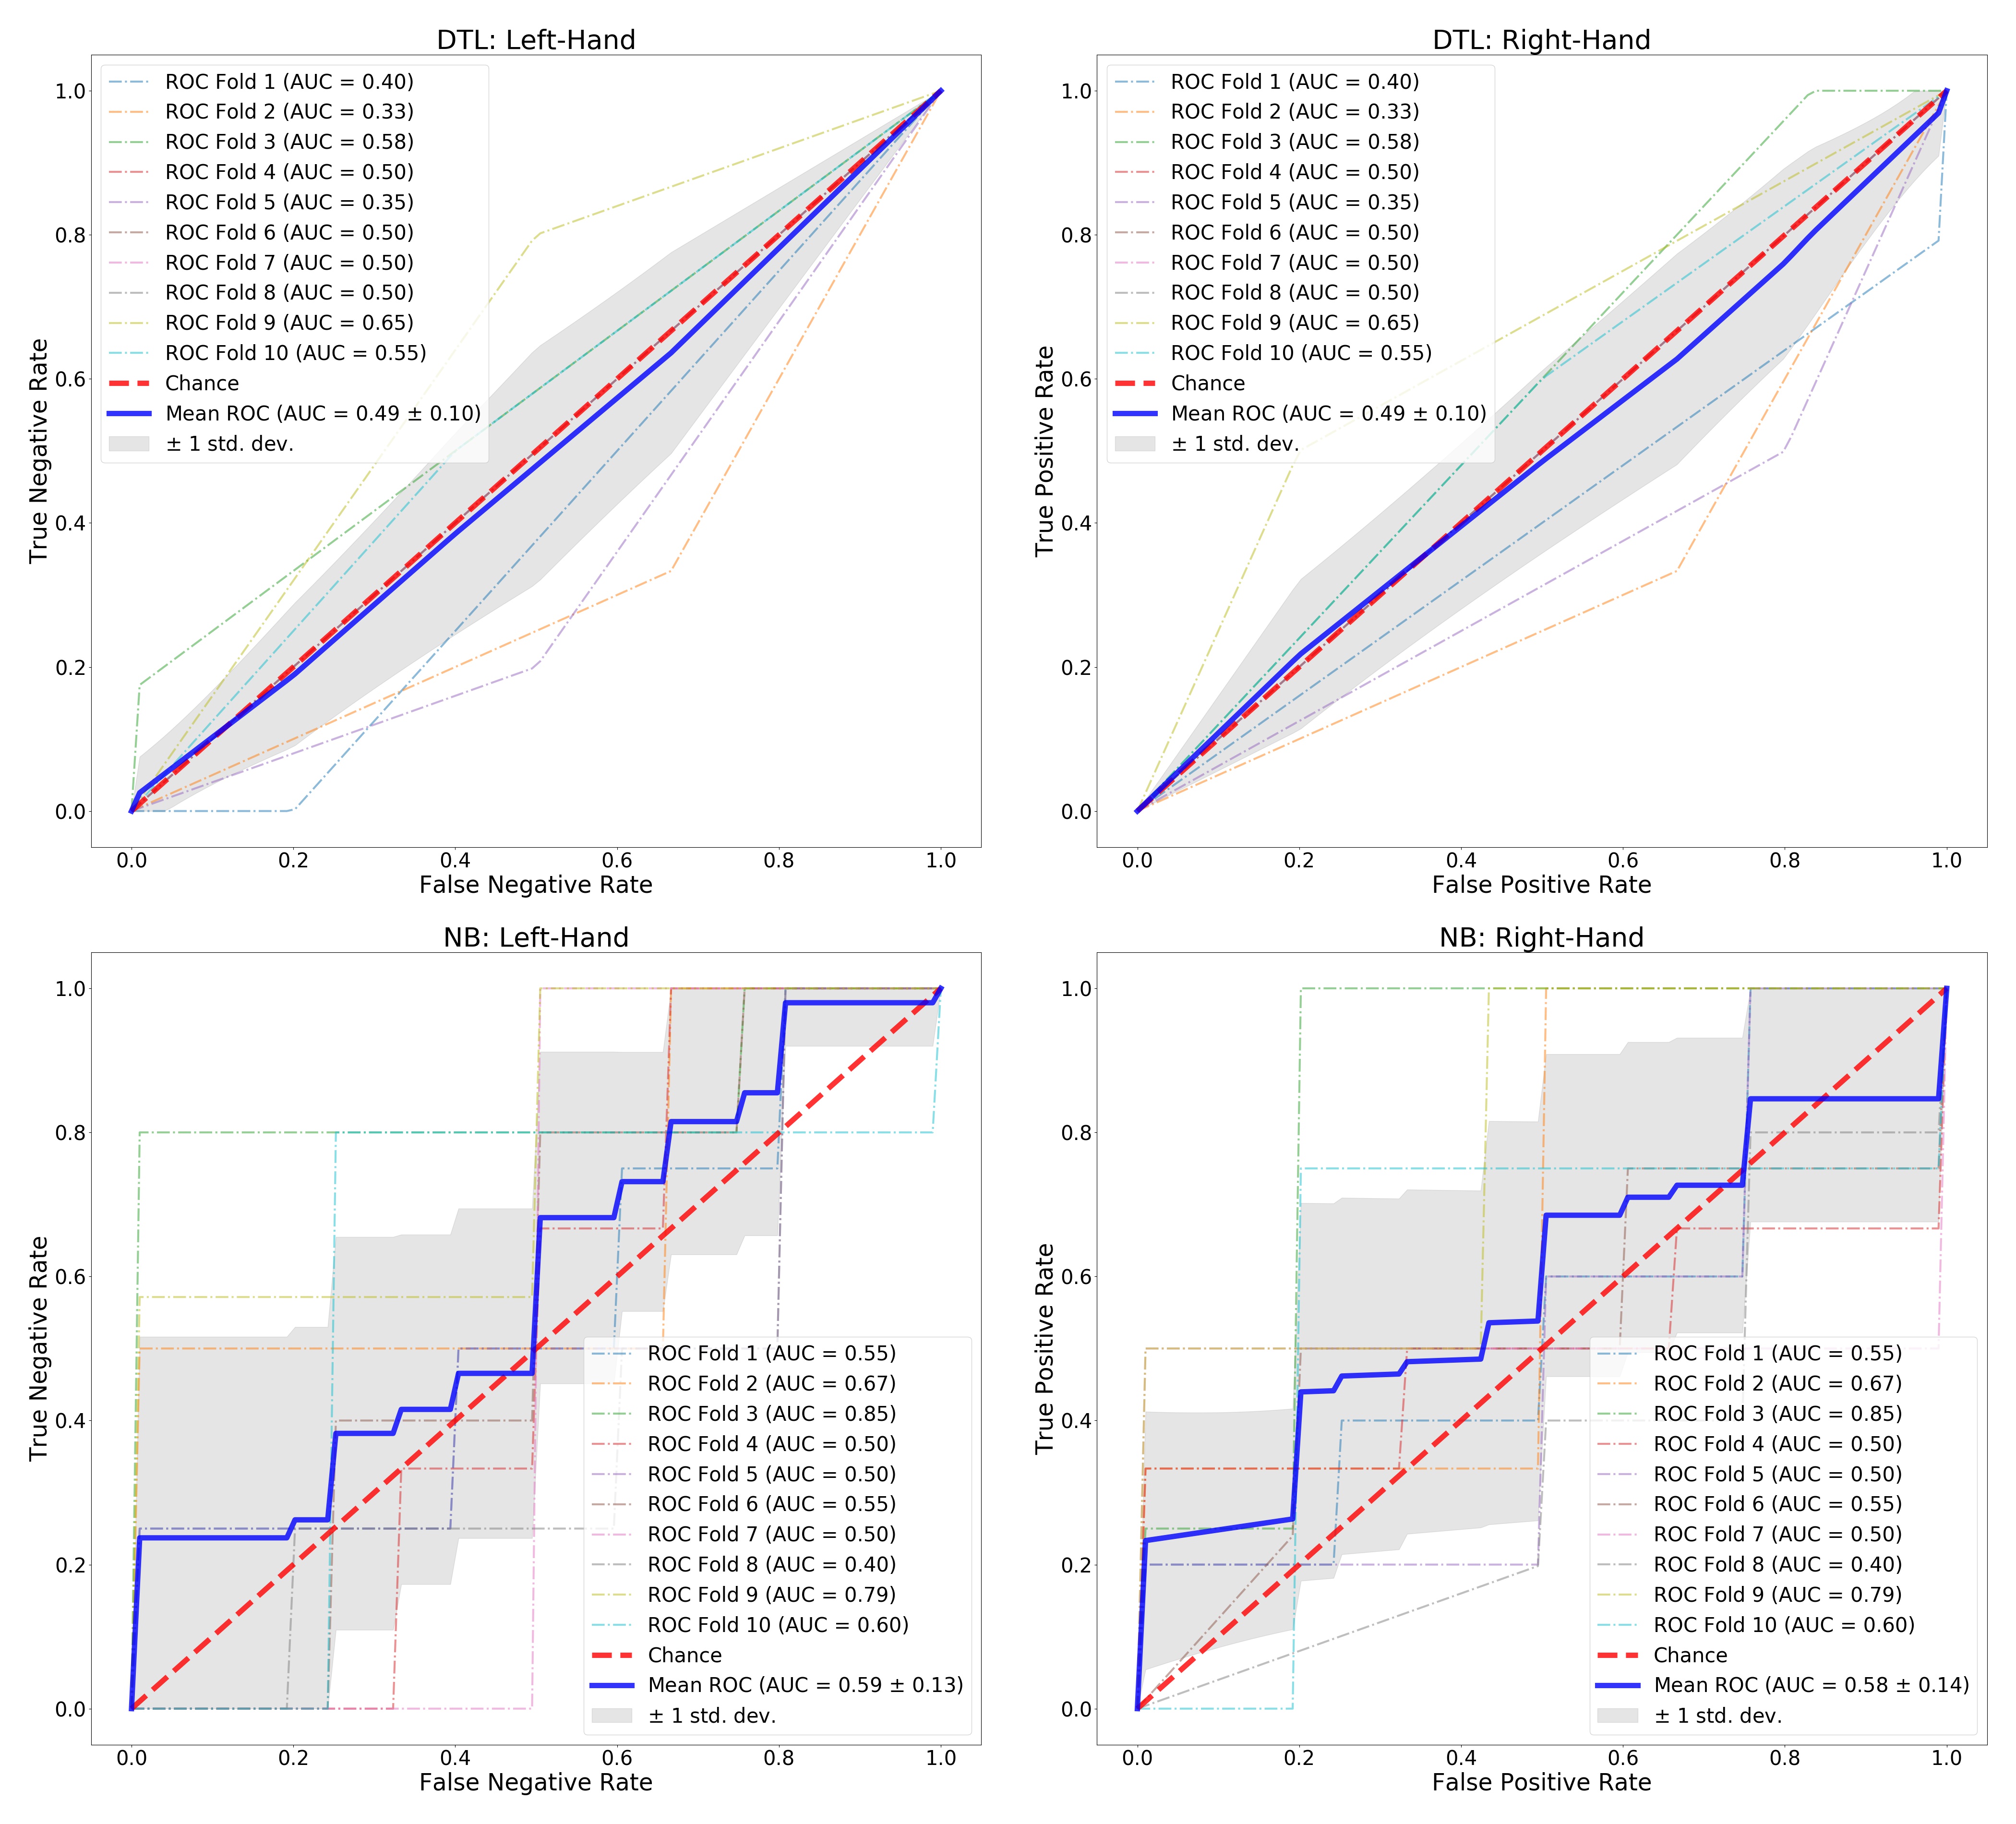 DTL: Left-Hand
True Negative Rate
1.0
0.8
0.6
0.4
0.2
0.0
ROC Fold 1 (AUC = 0.40)
ROC Fold 2 (AUC = 0.33)
ROC Fold 3 (AUC = 0.58)
ROC Fold 4 (AUC = 0.50)
ROC Fold 5 (AUC = 0.35)
ROC Fold 6 (AUC = 0.50)
ROC Fold 7 (AUC = 0.50)
ROC Fold 8 (AUC = 0.50)
ROC Fold 9 (AUC = 0.65)
ROC Fold 10 (AUC = 0.55)
Chance
Mean ROC (AUC = 0.49 ± 0.10)
± 1 std. dev.
0.0 0.2 0.4 0.6 0.8 1.0
False Negative Rate
DTL: Right-Hand
True Positive Rate
1.0
0.8
0.6
0.4
0.2
0.0
ROC Fold 1 (AUC = 0.40)
ROC Fold 2 (AUC = 0.33)
ROC Fold 3 (AUC = 0.58)
ROC Fold 4 (AUC = 0.50)
ROC Fold 5 (AUC = 0.35)
ROC Fold 6 (AUC = 0.50)
ROC Fold 7 (AUC = 0.50)
ROC Fold 8 (AUC = 0.50)
ROC Fold 9 (AUC = 0.65)
ROC Fold 10 (AUC = 0.55)
Chance
Mean ROC (AUC = 0.49 ± 0.10)
± 1 std. dev.
0.0 0.2 0.4 0.6 0.8 1.0
False Positive Rate
NB: Left-Hand
True Negative Rate
1.0
0.8
0.6
0.4
0.2
0.0
ROC Fold 1 (AUC = 0.55)
ROC Fold 2 (AUC = 0.67)
ROC Fold 3 (AUC = 0.85)
ROC Fold 4 (AUC = 0.50)
ROC Fold 5 (AUC = 0.50)
ROC Fold 6 (AUC = 0.55)
ROC Fold 7 (AUC = 0.50)
ROC Fold 8 (AUC = 0.40)
ROC Fold 9 (AUC = 0.79)
ROC Fold 10 (AUC = 0.60)
Chance
Mean ROC (AUC = 0.59 ± 0.13)
± 1 std. dev.
0.0 0.2 0.4 0.6 0.8 1.0
False Negative Rate
NB: Right-Hand
True Positive Rate
1.0
0.8
0.6
0.4
0.2
0.0
ROC Fold 1 (AUC = 0.55)
ROC Fold 2 (AUC = 0.67)
ROC Fold 3 (AUC = 0.85)
ROC Fold 4 (AUC = 0.50)
ROC Fold 5 (AUC = 0.50)
ROC Fold 6 (AUC = 0.55)
ROC Fold 7 (AUC = 0.50)
ROC Fold 8 (AUC = 0.40)
ROC Fold 9 (AUC = 0.79)
ROC Fold 10 (AUC = 0.60)
Chance
Mean ROC (AUC = 0.58 ± 0.14)
± 1 std. dev.
0.0 0.2 0.4 0.6 0.8 1.0
False Positive Rate